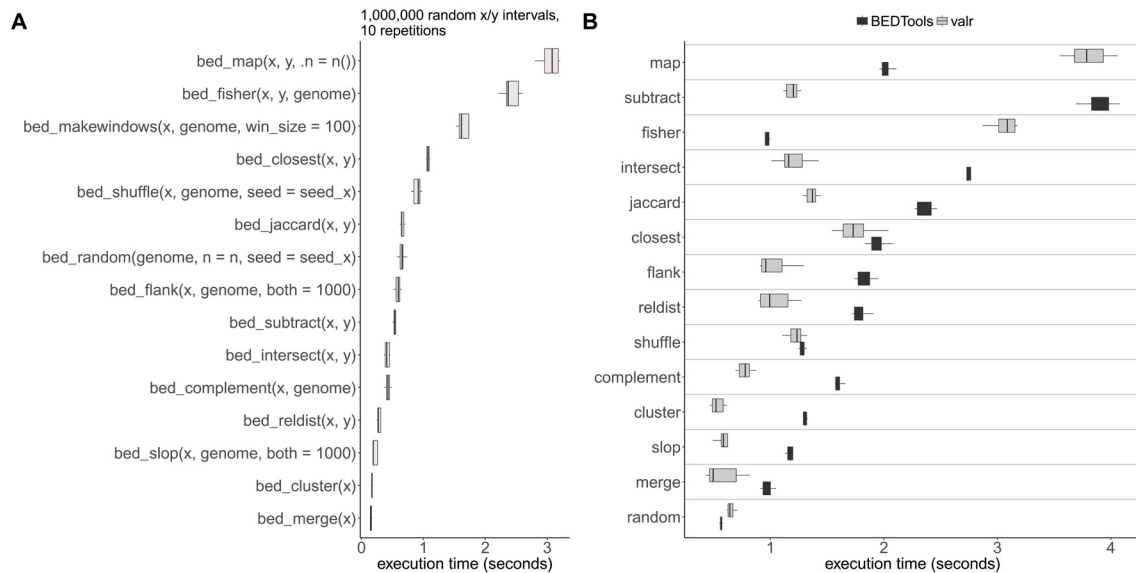 A
1,000,000 random x/y intervals,
10 repetitions
bed_map(x, y, .n = n())
bed_fisher(x, y, genome)
bed_makewindows(x, genome, win_size = 100)
bed_closest(x, y)
bed_shuffle(x, genome, seed = seed_x)
bed_jaccard(x, y)
bed_random(genome, n = n, seed = seed_x)
bed_flank(x, genome, both = 1000)
bed_subtract(x, y)
bed_intersect(x, y)
bed_complement(x, genome)
bed_reldist(x, y)
bed_slop(x, genome, both = 1000)
bed_cluster(x)
bed_merge(x)
0 1 2 3
execution time (seconds)
B
BEDTools valr
map
subtract
fisher
intersect
jaccard
closest
flank
reldist
shuffle
complement
cluster
slop
merge
random
1 2 3 4
execution time (seconds)